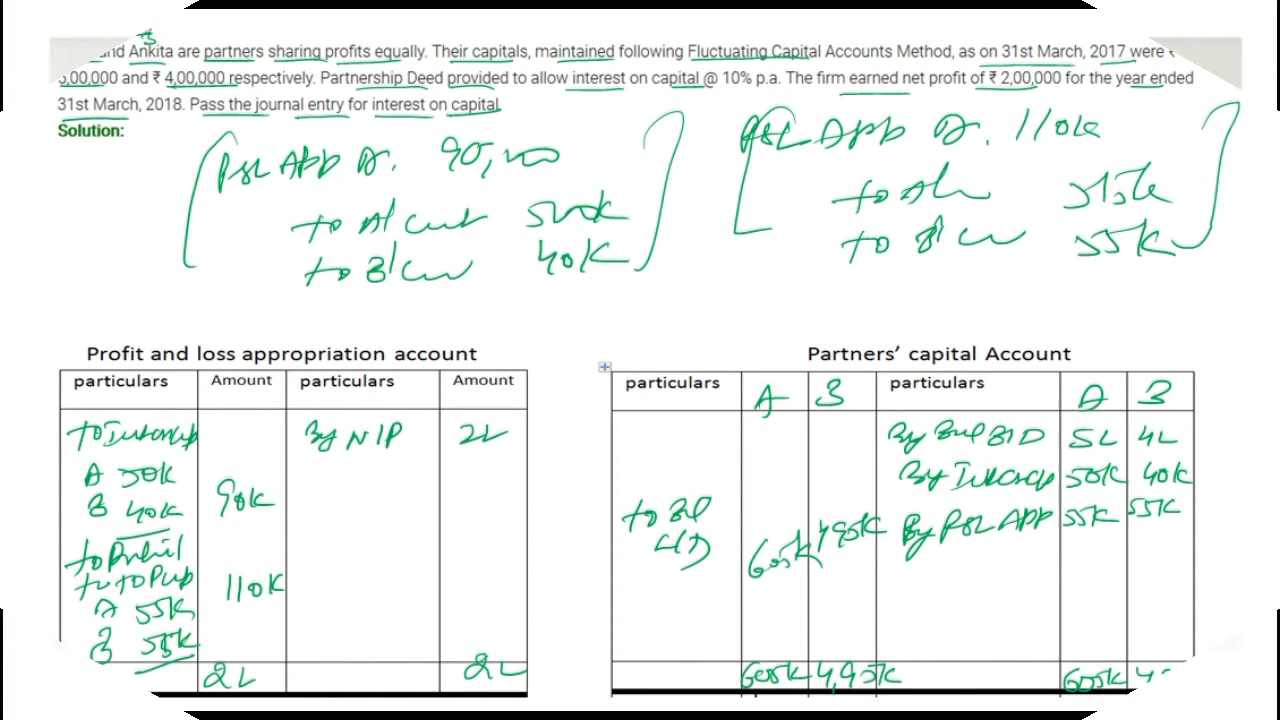 and Ankita are partners sharing profits equally. Their capitals, maintained following Fluctuating Capital Accounts Method, as on 31st March, 2017 were ₹
5,00,000 and ₹ 4,00,000 respectively. Partnership Deed provided to allow interest on capital @ 10% p.a. The firm earned net profit of ₹ 2,00,000 for the year ended
31st March, 2018. Pass the journal entry for interest on capital.
Solution:
P&L App Dr. 90,000
to A's
to B's 40K
P&L App Dr. 110K
to A's 55K
to B's 55K
Profit and loss appropriation account
particulars Amount particulars Amount
A 50K
B 40K 90K
By N/P 2L
110K
A 55K
B 55K
2L 2L
Partners' capital Account
particulars A B particulars A B
By Bal B/D 5L 4L
By 50K 40K
By P&L App 55K 55K
to Bal
C/D 605K 495K
605K 4,95K 605K